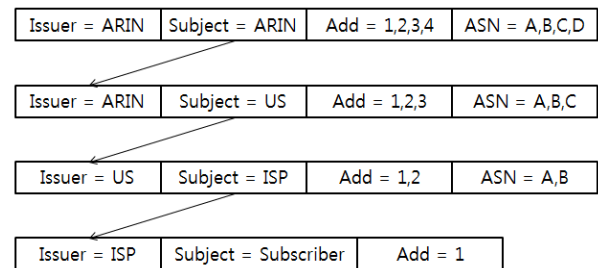 Issuer = ARIN Subject = ARIN Add = 1,2,3,4 ASN = A,B,C,D
Issuer = ARIN Subject = US Add = 1,2,3 ASN = A,B,C
Issuer = US Subject = ISP Add = 1,2 ASN = A,B
Issuer = ISP Subject = Subscriber Add = 1